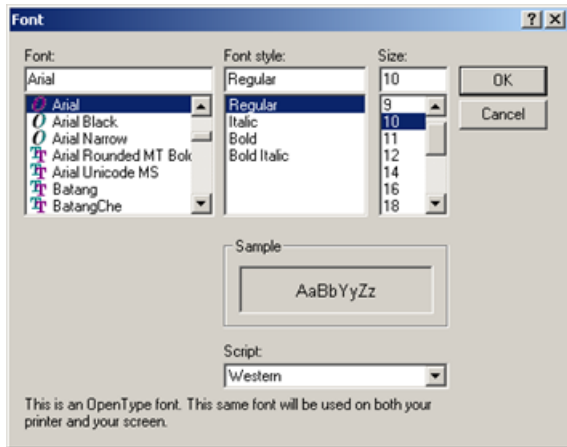 Font
Font: Font style: Size:
Arial Regular 10 OK
Arial Regular 9 Cancel
Arial Black Italic 10
Arial Narrow Bold 11
Arial Rounded MT Bold Bold Italic 12
Arial Unicode MS 14
Batang 16
BatangChe 18
Sample
AaBbYyZz
Script:
Western
This is an OpenType font. This same font will be used on both your
printer and your screen.